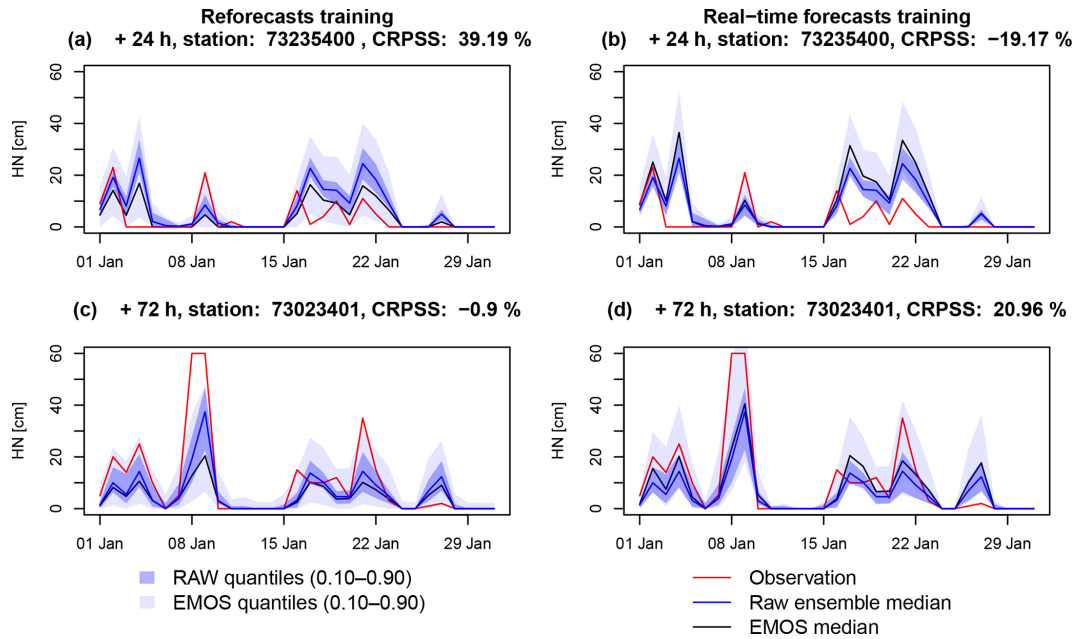 Reforecasts training
(a) + 24 h, station: 73235400 , CRPSS: 39.19 %
HN [cm]
60
40
20
0
01 Jan 08 Jan 15 Jan 22 Jan 29 Jan
Real−time forecasts training
(b) + 24 h, station: 73235400, CRPSS: −19.17 %
HN [cm]
60
40
20
0
01 Jan 08 Jan 15 Jan 22 Jan 29 Jan
(c) + 72 h, station: 73023401, CRPSS: −0.9 %
HN [cm]
60
40
20
0
01 Jan 08 Jan 15 Jan 22 Jan 29 Jan
(d) + 72 h, station: 73023401, CRPSS: 20.96 %
HN [cm]
60
40
20
0
01 Jan 08 Jan 15 Jan 22 Jan 29 Jan
RAW quantiles (0.10−0.90)
EMOS quantiles (0.10−0.90)
Observation
Raw ensemble median
EMOS median